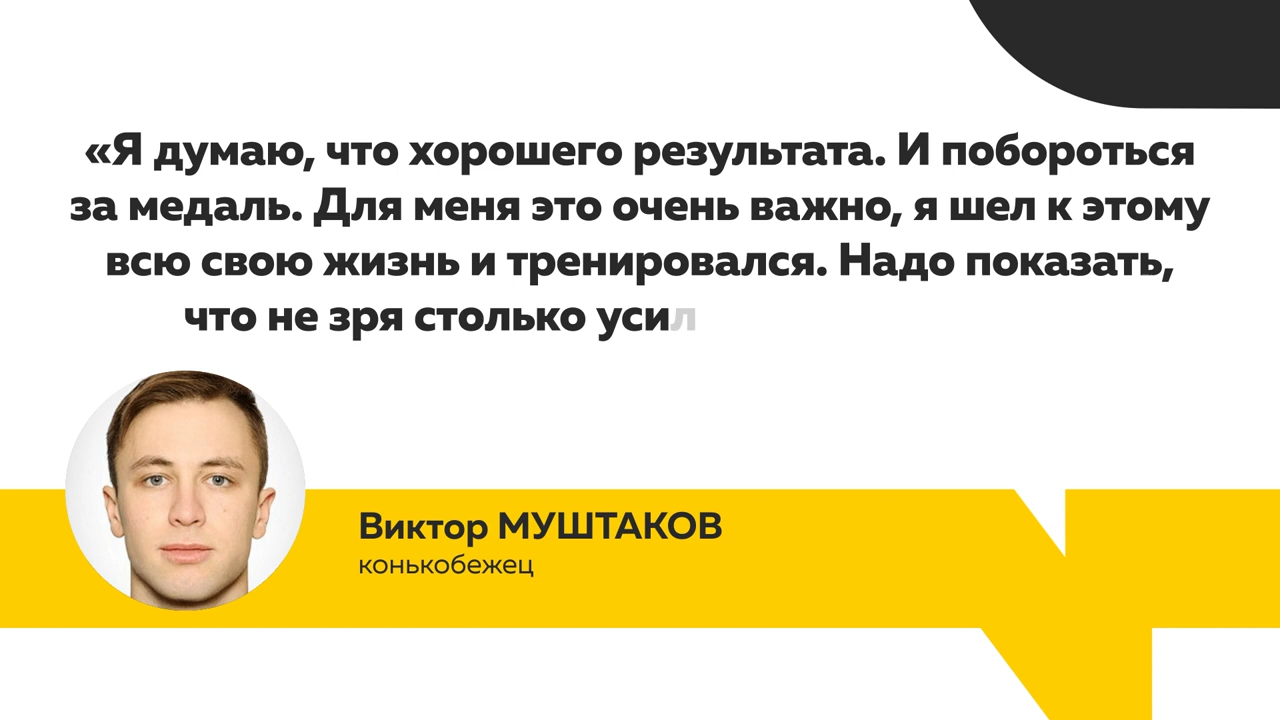 «Я думаю, что хорошего результата. И побороться
за медаль. Для меня это очень важно, я шел к этому
всю свою жизнь и тренировался. Надо показать,
что не зря столько усил
Виктор МУШТАКОВ
конькобежец